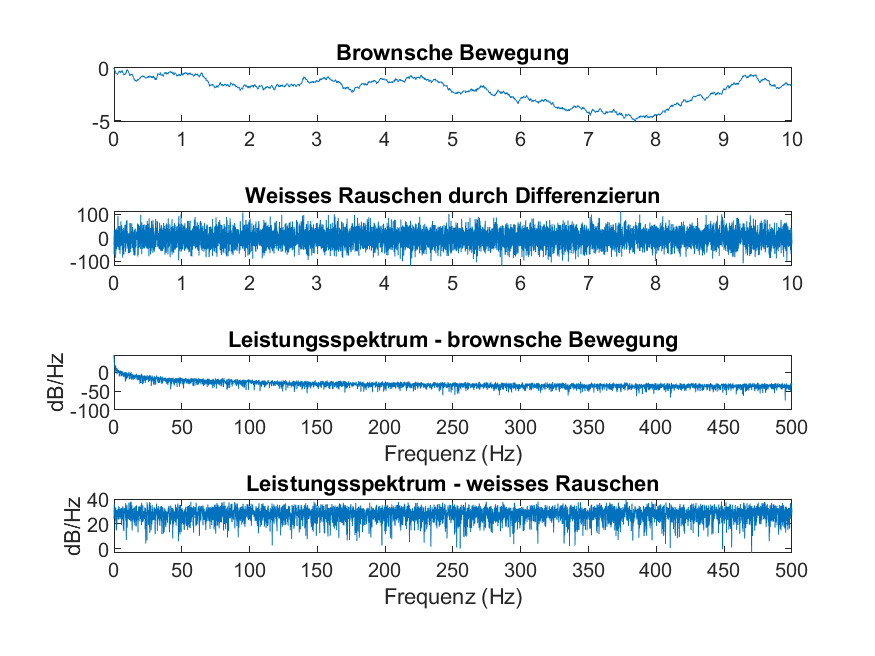 Brownsche Bewegung
0
-5
0 1 2 3 4 5 6 7 8 9 10
Weisses Rauschen durch Differenzierun
100
0
-100
0 1 2 3 4 5 6 7 8 9 10
Leistungsspektrum - brownsche Bewegung
dB/Hz
0
-50
-100
0 50 100 150 200 250 300 350 400 450 500
Frequenz (Hz)
Leistungsspektrum - weisses Rauschen
dB/Hz
40
20
0
0 50 100 150 200 250 300 350 400 450 500
Frequenz (Hz)